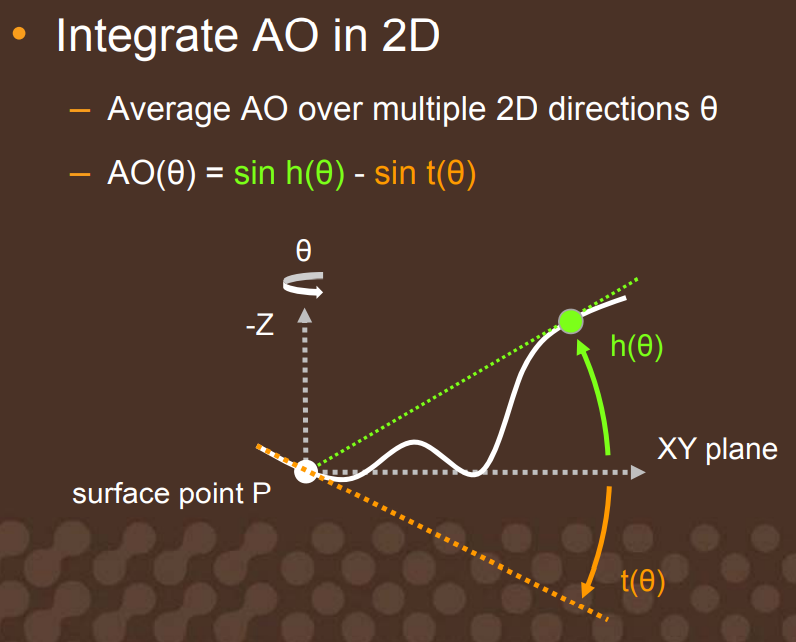 • Integrate AO in 2D
– Average AO over multiple 2D directions θ
– AO(θ) = sin h(θ) - sin t(θ)
θ
-Z
h(θ)
XY plane
surface point P
t(θ)